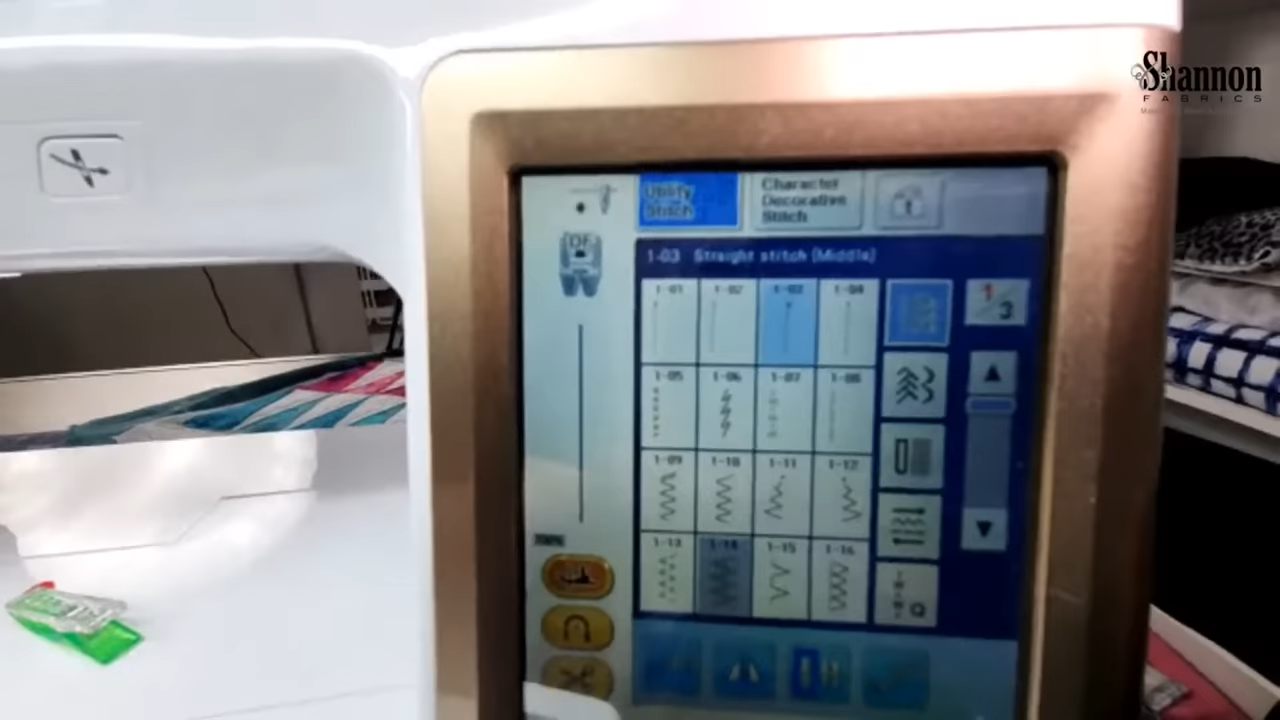 Shannon
FABRICS
Utility
Stitch
Character
Decorative
Stitch
1-03 Straight stitch (Middle)
1-01 1-02 1-03 1-04
1
3
1-05 1-06 1-07 1-08
1-09 1-10 1-11 1-12
1-13 1-14 1-15 1-16
Q